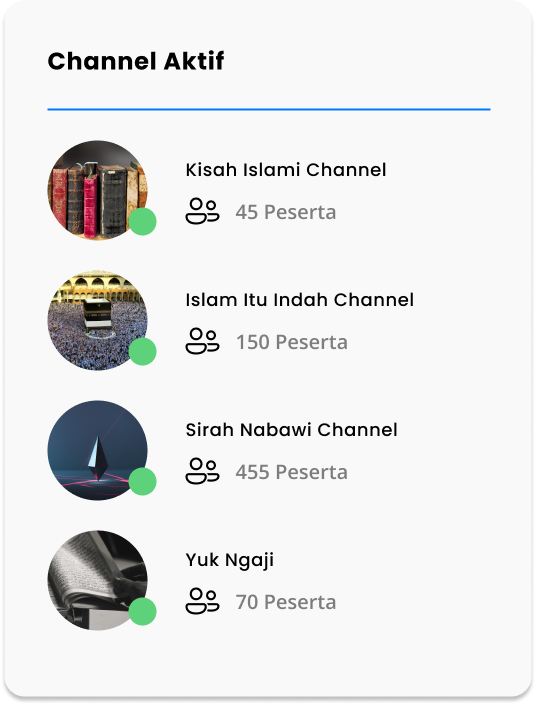 Channel Aktif
Kisah Islami Channel
45 Peserta
Islam Itu Indah Channel
150 Peserta
Sirah Nabawi Channel
455 Peserta
Yuk Ngaji
70 Peserta